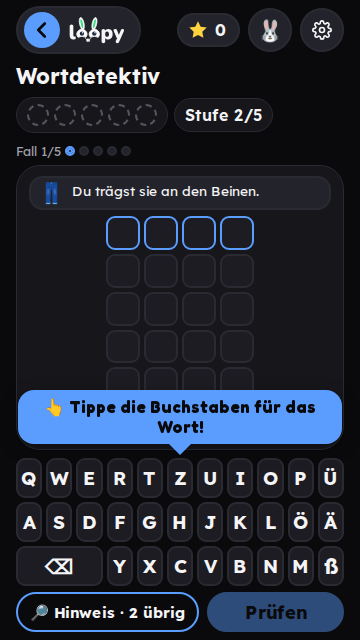 loopy
⭐ 0
Wortdetektiv
Stufe 2/5
Fall 1/5
Du trägst sie an den Beinen.
👆 Tippe die Buchstaben für das
Wort!
Q W E R T Z U I O P Ü
A S D F G H J K L Ö Ä
⌫ Y X C V B N M ß
🔎 Hinweis · 2 übrig
Prüfen